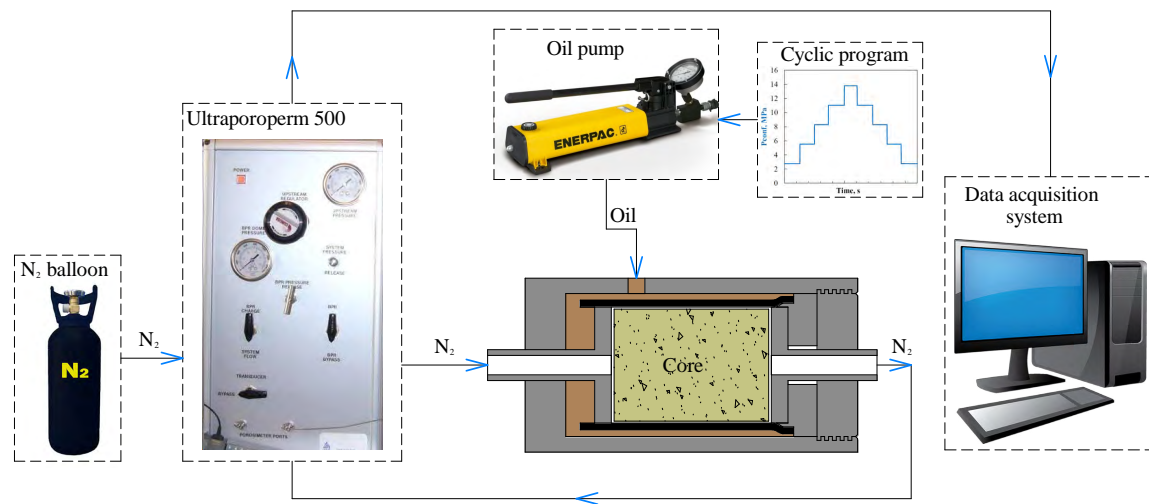 Oil pump
ENERPAC
Cyclic program
Pconf, MPa
16
14
12
10
8
6
4
2
0
Time, s
Ultraporoperm 500
POWER
UPSTREAM
REGULATOR
UPSTREAM
PRESSURE
BPR DOME
PRESSURE
SYSTEM
PRESSURE
RELEASE
BPR PRESSURE
RELEASE
BPR
CHARGE
BPR
SYSTEM
FLOW
BPR
BYPASS
TRANSDUCER
BYPASS
POROSIMETER PORTS
N₂ balloon
N2
N₂
Oil
N₂
Core
N₂
N₂
Data acquisition
system